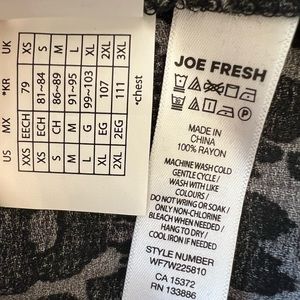 US MX *KR UK
XXS EECH 79 XS
XS 81~84 S
S CH 86~89 M
M 91~95 L
L G 99~103 XL
XL 107 2XL
2XL 2EG 111 3XL
*chest
JOE FRESH
MADE IN
CHINA
100% RAYON
MACHINE WASH COLD
GENTLE CYCLE /
WASH WITH LIKE
COLOURS /
DO NOT WRING OR SOAK /
ONLY NON-CHLORINE
BLEACH WHEN NEEDED /
HANG TO DRY /
COOL IRON IF NEEDED
STYLE NUMBER
WF7W225810
CA 15372
RN 133886